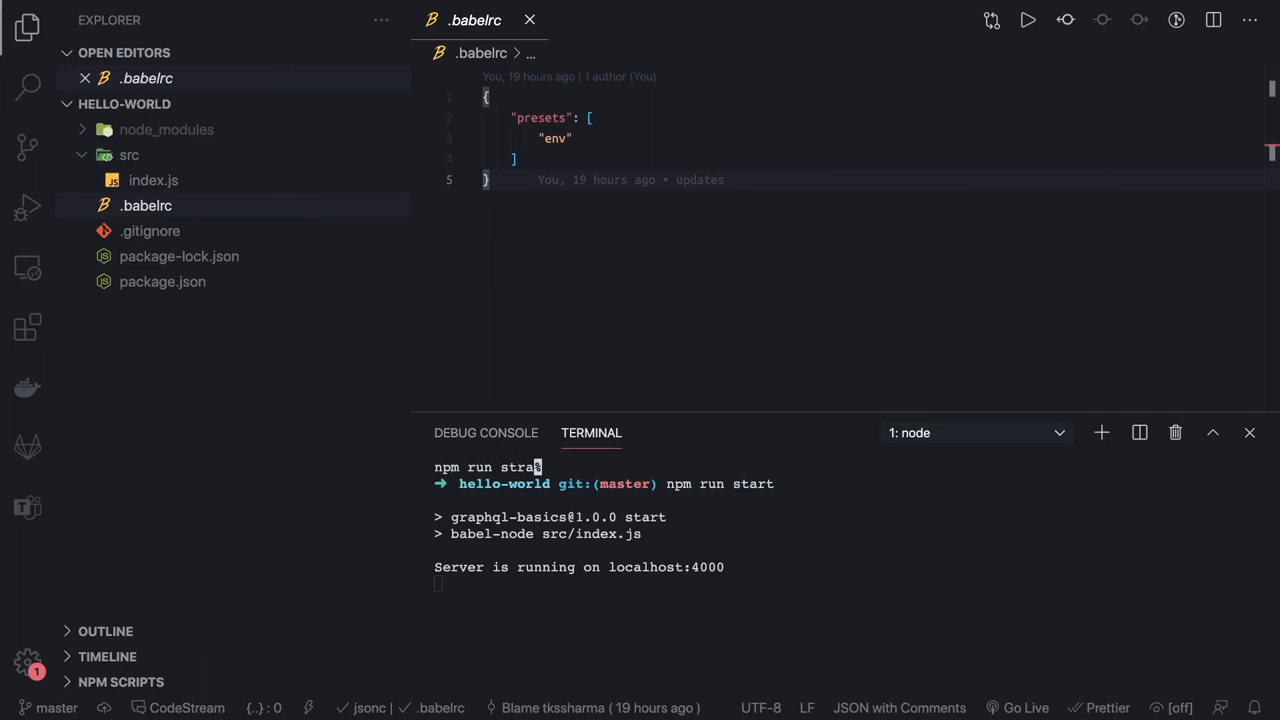 EXPLORER
OPEN EDITORS
.babelrc
HELLO-WORLD
node_modules
src
JS index.js
.babelrc
.gitignore
package-lock.json
package.json
OUTLINE
TIMELINE
NPM SCRIPTS
.babelrc
.babelrc > ...
You, 19 hours ago | 1 author (You)
1 {
2 "presets": [
3 "env"
4 ]
5 } You, 19 hours ago • updates
DEBUG CONSOLE TERMINAL 1: node
npm run stra%
➜ hello-world git:(master) npm run start
> graphql-basics@1.0.0 start
> babel-node src/index.js
Server is running on localhost:4000
1
master CodeStream {..} : 0 ✓ jsonc | ✓ .babelrc Blame tkssharma ( 19 hours ago ) UTF-8 LF JSON with Comments Go Live Prettier [off]